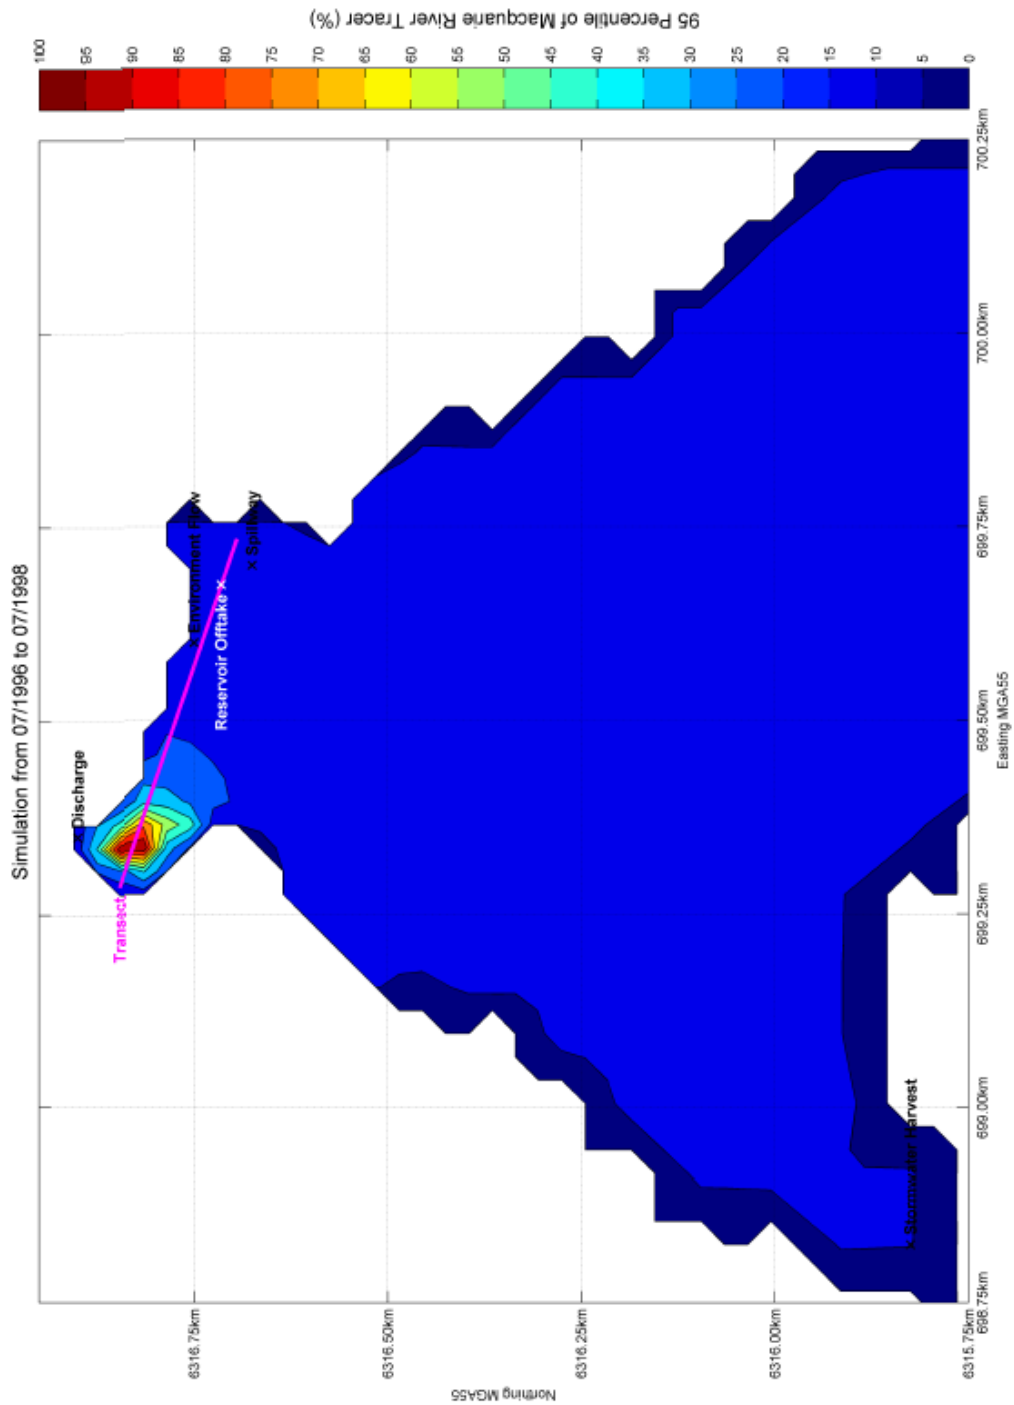 Simulation from 07/1996 to 07/1998
Northing MGA55
6316.75km
6316.50km
6316.25km
6316.00km
6315.75km
698.75km
699.00km
699.25km
699.50km
699.75km
700.00km
700.25km
Easting MGA55
Transect
× Discharge
× Environment Flow
Reservoir Offtake ×
× Spillway
× Stormwater Harvest
100
95
90
85
80
75
70
65
60
55
50
45
40
35
30
25
20
15
10
5
0
95 Percentile of Macquarie River Tracer (%)